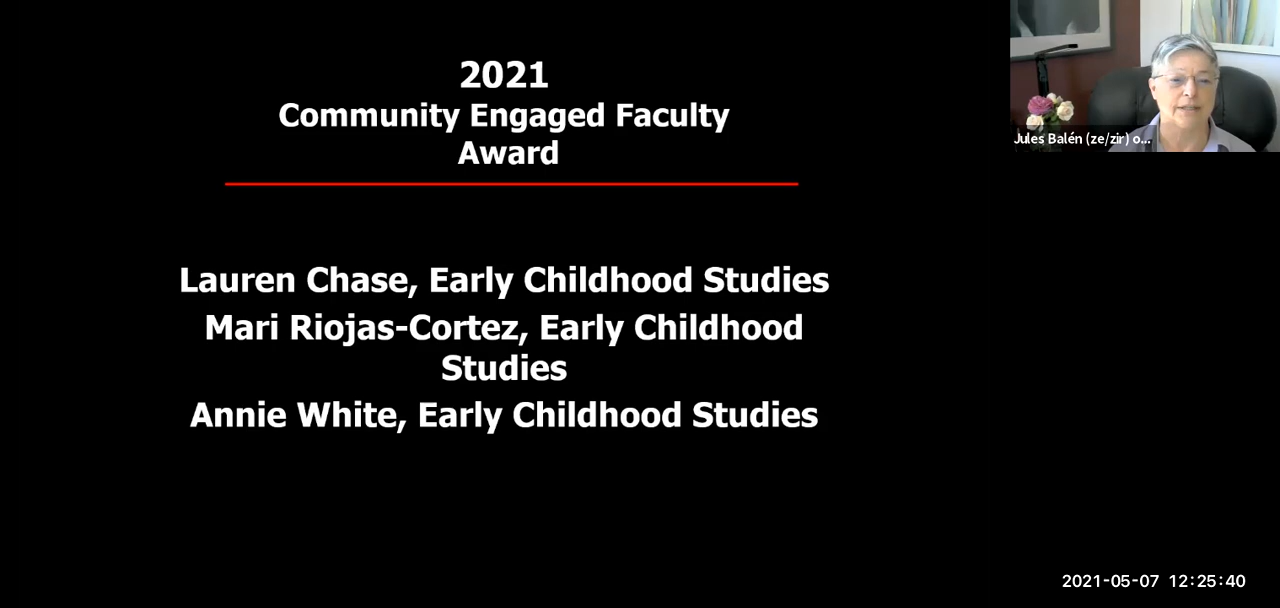 2021
Community Engaged Faculty
Award
Lauren Chase, Early Childhood Studies
Mari Riojas-Cortez, Early Childhood
Studies
Annie White, Early Childhood Studies
Jules Balén (ze/zir) o...
2021-05-07 12:25:40